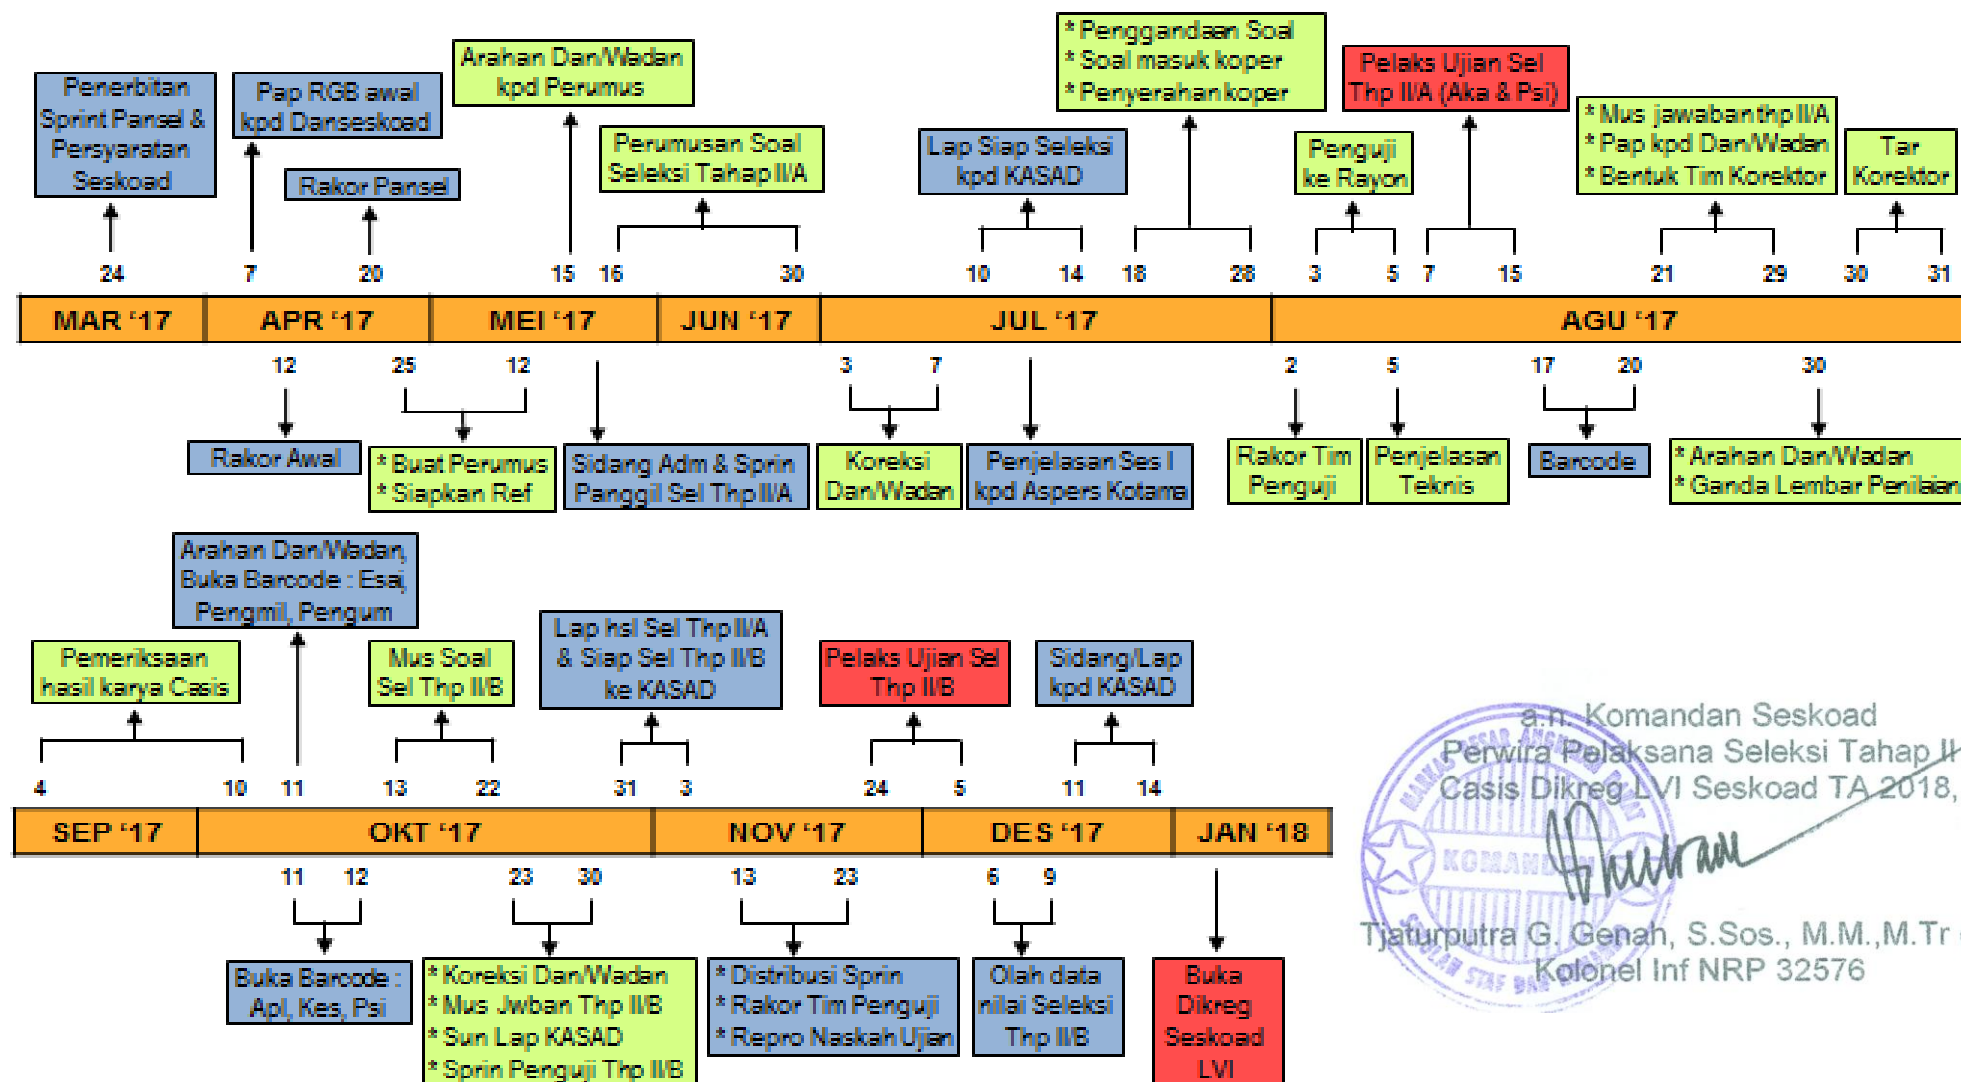 Penerbitan
Sprint Pansel &
Persyaratan
Seskoad
Pap RGB awal
kpd Danseskoad
Rakor Pansel
Arahan Dan/Wadan
kpd Perumus
Perumusan Soal
Seleksi Tahap II/A
Lap Siap Seleksi
kpd KASAD
* Penggandaan Soal
* Soal masuk koper
* Penyerahan koper
Penguji
ke Rayon
Pelaks Ujian Sel
Thp II/A (Aka & Psi)
* Mus jawaban thp II/A
* Pap kpd Dan/Wadan
* Bentuk Tim Korektor
Tar
Korektor
24 7 20 15 16 30 10 14 18 28 3 5 7 15 21 29 30 31
MAR '17 APR '17 MEI '17 JUN '17 JUL '17 AGU '17
12 25 12 3 7 2 5 17 20 30
Rakor Awal
* Buat Perumus
* Siapkan Ref
Sidang Adm & Sprin
Panggil Sel Thp II/A
Koreksi
Dan/Wadan
Penjelasan Ses I
kpd Aspers Kotama
Rakor Tim
Penguji
Penjelasan
Teknis
Barcode
* Arahan Dan/Wadan
* Ganda Lembar Penilaian
Pemeriksaan
hasil karya Casis
Arahan Dan/Wadan,
Buka Barcode : Esai,
Pengmil, Pengum
Mus Soal
Sel Thp II/B
Lap hsl Sel Thp II/A
& Siap Sel Thp II/B
ke KASAD
Pelaks Ujian Sel
Thp II/B
Sidang/Lap
kpd KASAD
4 10 11 13 22 31 3 24 5 11 14
SEP '17 OKT '17 NOV '17 DES '17 JAN '18
11 12 23 30 13 23 6 9
Buka Barcode :
Apl, Kes, Psi
* Koreksi Dan/Wadan
* Mus Jwban Thp II/B
* Sun Lap KASAD
* Sprin Penguji Thp II/B
* Distribusi Sprin
* Rakor Tim Penguji
* Repro Naskah Ujian
Olah data
nilai Seleksi
Thp II/B
Buka
Dikreg
Seskoad
LVI
a.n. Komandan Seskoad
Perwira Pelaksana Seleksi Tahap II
Casis Dikreg LVI Seskoad TA 2018,
KOMANDAN
Tjaturputra G. Genah, S.Sos., M.M.,M.Tr
Kolonel Inf NRP 32576